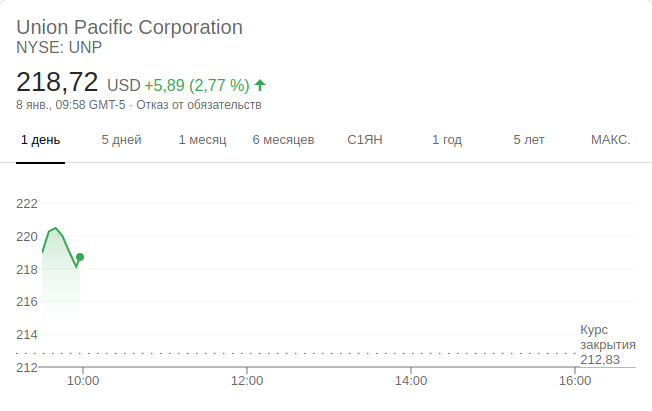 Union Pacific Corporation
NYSE: UNP
218,72 USD +5,89 (2,77 %)
8 янв., 09:58 GMT-5 · Отказ от обязательств
1 день 5 дней 1 месяц 6 месяцев С1ЯН 1 год 5 лет МАКС.
222
220
218
216
214
Курс
закрытия
212,83
212
10:00 12:00 14:00 16:00